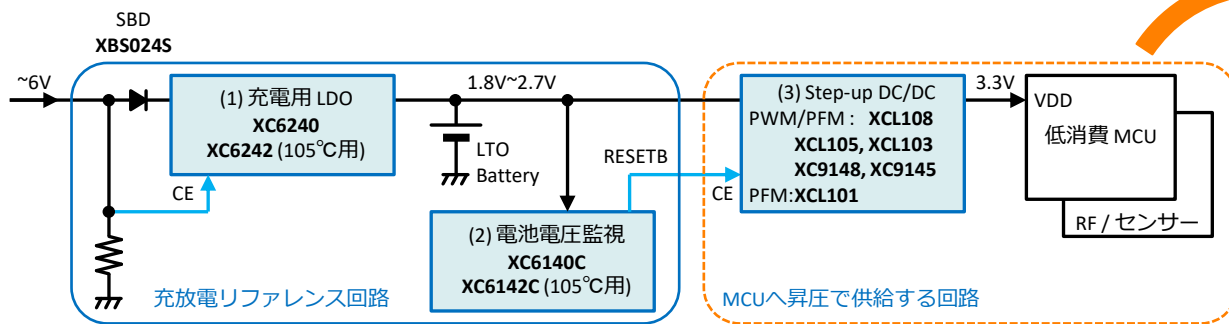 SBD
XBS024S
~6V
(1) 充電用 LDO
XC6240
XC6242 (105℃用)
CE
1.8V~2.7V
LTO
Battery
RESETB
(2) 電池電圧監視
XC6140C
XC6142C (105℃用)
充放電リファレンス回路
CE
(3) Step-up DC/DC
PWM/PFM : XCL108
XCL105, XCL103
XC9148, XC9145
PFM:XCL101
3.3V
VDD
低消費 MCU
RF / センサー
MCUへ昇圧で供給する回路